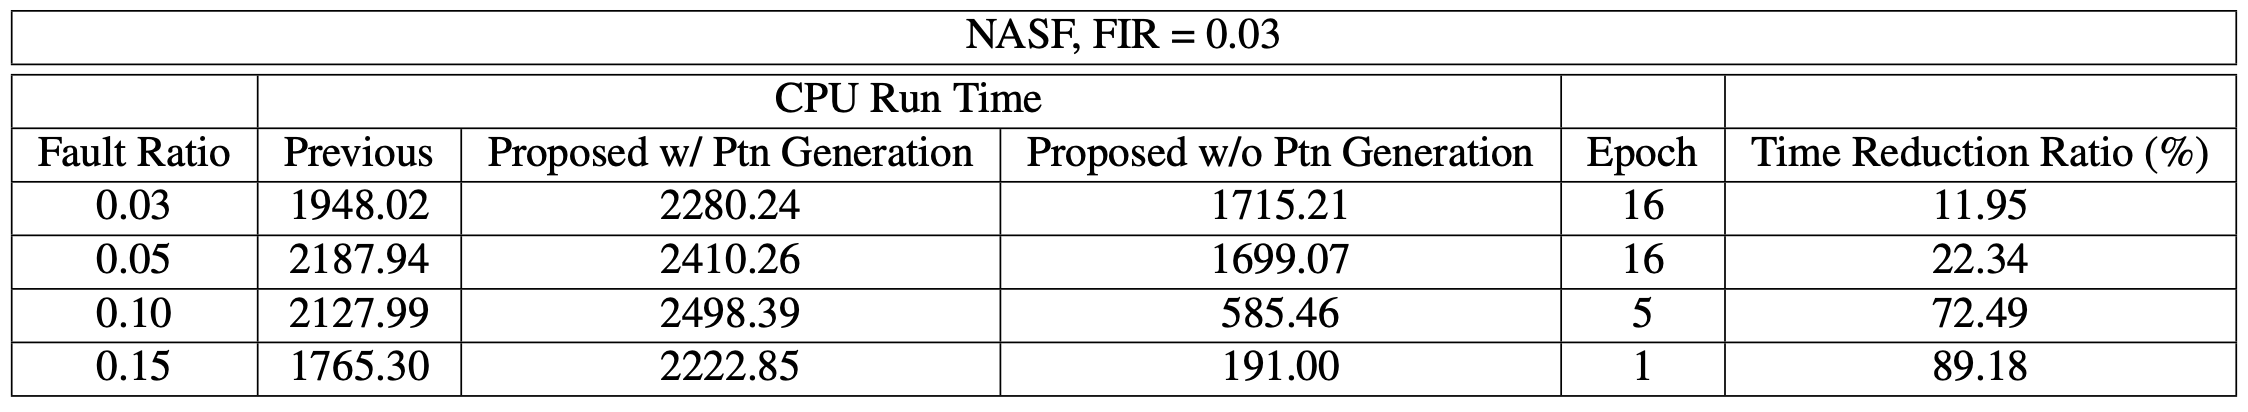 NASF, FIR = 0.03
CPU Run Time
Fault Ratio Previous Proposed w/ Ptn Generation Proposed w/o Ptn Generation Epoch Time Reduction Ratio (%)
0.03 1948.02 2280.24 1715.21 16 11.95
0.05 2187.94 2410.26 1699.07 16 22.34
0.10 2127.99 2498.39 585.46 5 72.49
0.15 1765.30 2222.85 191.00 1 89.18